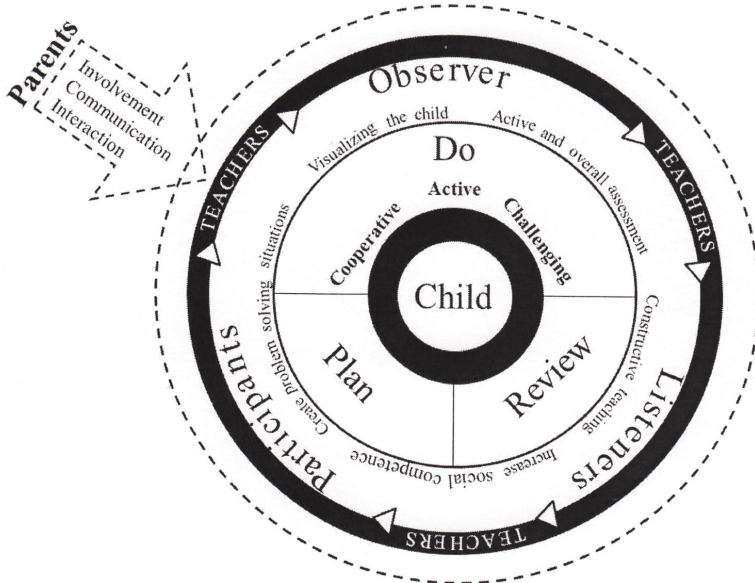 Parents
Involvement
Communication
Interaction
Observer
TEACHERS
TEACHERS
TEACHERS
Visualizing the child
Active and overall assessment
Constructive teaching
Increase social competence
Create problem solving situations
Do
Active
Cooperative
Challenging
Child
Plan
Review
Participants
Listeners